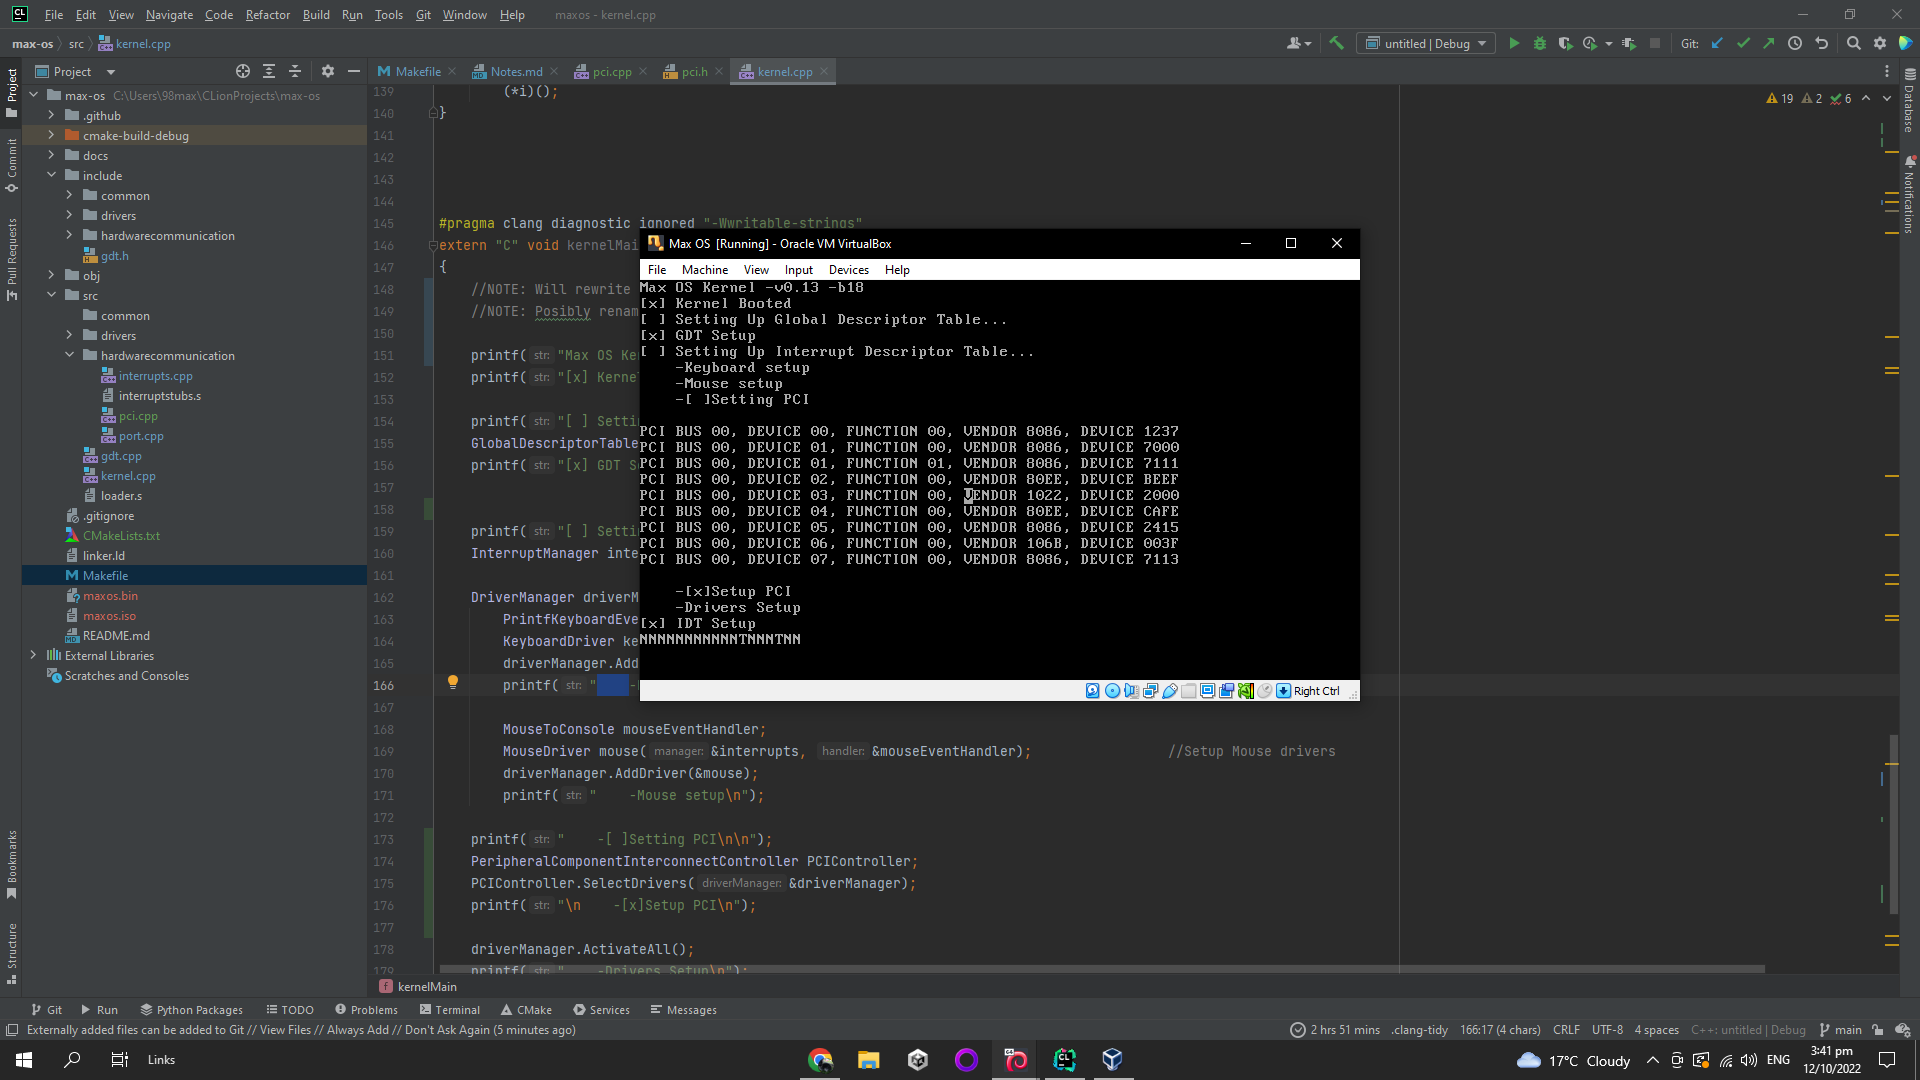 File Edit View Navigate Code Refactor Build Run Tools Git Window Help maxos - kernel.cpp
max-os src kernel.cpp untitled | Debug Git:
Project Makefile Notes.md pci.cpp pci.h kernel.cpp
max-os C:\Users\98max\CLionProjects\max-os
.github
cmake-build-debug
docs
include
common
drivers
hardwarecommunication
gdt.h
obj
src
common
drivers
hardwarecommunication
interrupts.cpp
interruptstubs.s
pci.cpp
port.cpp
gdt.cpp
kernel.cpp
loader.s
.gitignore
CMakeLists.txt
linker.ld
Makefile
maxos.bin
maxos.iso
README.md
External Libraries
Scratches and Consoles
Project
Commit
Pull Requests
Bookmarks
Structure
139 (*i)();
140 }
141
142
143
144
145 #pragma clang diagnostic ignored "-Wwritable-strings"
146 extern "C" void kernelMai
147 {
148 //NOTE: Will rewrite
149 //NOTE: Posibly renam
150
151 printf( str: "Max OS Ke
152 printf( str: "[x] Kerne
153
154 printf( str: "[ ] Setti
155 GlobalDescriptorTable
156 printf( str: "[x] GDT S
157
158
159 printf( str: "[ ] Setti
160 InterruptManager inte
161
162 DriverManager driverM
163 PrintfKeyboardEve
164 KeyboardDriver ke
165 driverManager.Add
166 printf( str: "    -
167
168 MouseToConsole mouseEventHandler;
169 MouseDriver mouse( manager: &interrupts, handler: &mouseEventHandler); //Setup Mouse drivers
170 driverManager.AddDriver(&mouse);
171 printf( str: "    -Mouse setup\n");
172
173 printf( str: "    -[ ]Setting PCI\n\n");
174 PeripheralComponentInterconnectController PCIController;
175 PCIController.SelectDrivers( driverManager: &driverManager);
176 printf( str: "\n    -[x]Setup PCI\n");
177
178 driverManager.ActivateAll();
179 printf( str: "    -Drivers Setup\n");
19 2 6
Database
Notifications
Max OS [Running] - Oracle VM VirtualBox
File Machine View Input Devices Help
Max OS Kernel -v0.13 -b18
[x] Kernel Booted
[ ] Setting Up Global Descriptor Table...
[x] GDT Setup
[ ] Setting Up Interrupt Descriptor Table...
-Keyboard setup
-Mouse setup
-[ ]Setting PCI
PCI BUS 00, DEVICE 00, FUNCTION 00, VENDOR 8086, DEVICE 1237
PCI BUS 00, DEVICE 01, FUNCTION 00, VENDOR 8086, DEVICE 7000
PCI BUS 00, DEVICE 01, FUNCTION 01, VENDOR 8086, DEVICE 7111
PCI BUS 00, DEVICE 02, FUNCTION 00, VENDOR 80EE, DEVICE BEEF
PCI BUS 00, DEVICE 03, FUNCTION 00, VENDOR 1022, DEVICE 2000
PCI BUS 00, DEVICE 04, FUNCTION 00, VENDOR 80EE, DEVICE CAFE
PCI BUS 00, DEVICE 05, FUNCTION 00, VENDOR 8086, DEVICE 2415
PCI BUS 00, DEVICE 06, FUNCTION 00, VENDOR 106B, DEVICE 003F
PCI BUS 00, DEVICE 07, FUNCTION 00, VENDOR 8086, DEVICE 7113
-[x]Setup PCI
-Drivers Setup
[x] IDT Setup
NNNNNNNNNNNTNNNTNN
Right Ctrl
kernelMain
Git Run Python Packages TODO Problems Terminal CMake Services Messages
Externally added files can be added to Git // View Files // Always Add // Don't Ask Again (5 minutes ago) 2 hrs 51 mins .clang-tidy 166:17 (4 chars) CRLF UTF-8 4 spaces C++: untitled | Debug main
Links 17°C Cloudy ENG 3:41 pm
12/10/2022